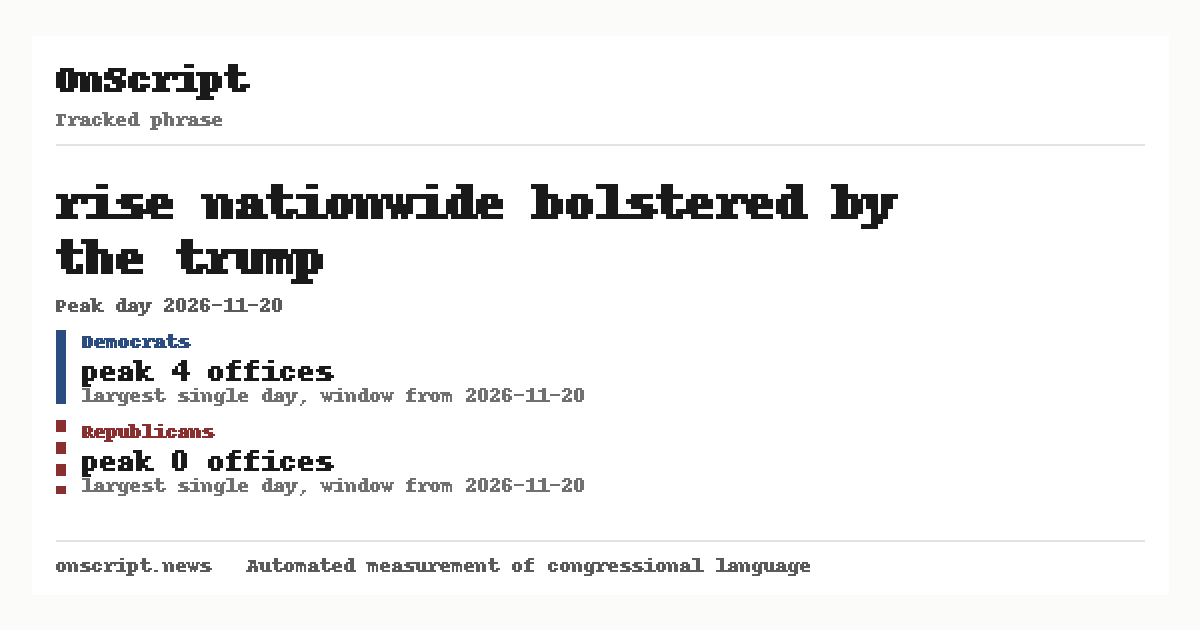 OnScript
Tracked phrase
rise nationwide bolstered by
the trump
Peak day 2026-11-20
Democrats
peak 4 offices
largest single day, window from 2026-11-20
Republicans
peak 0 offices
largest single day, window from 2026-11-20
onscript.news Automated measurement of congressional language